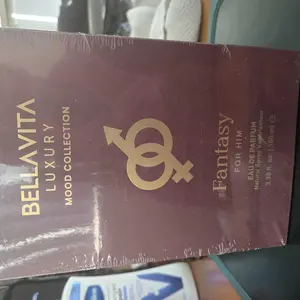 BELLAVITA
LUXURY
MOOD COLLECTION
Fantasy
FOR HIM
EAU DE PARFUM